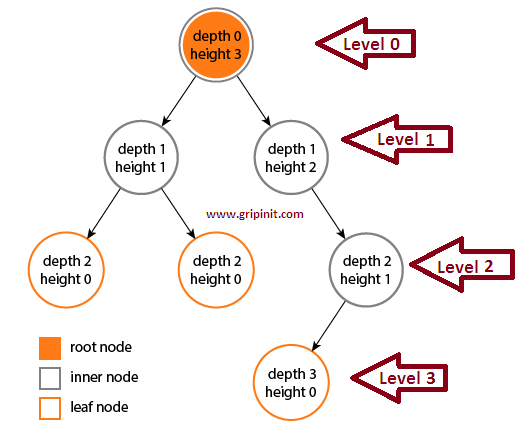 depth 0
height 3
Level 0
depth 1
height 1
depth 1
height 2
Level 1
www.gripinit.com
depth 2
height 0
depth 2
height 0
depth 2
height 1
Level 2
root node
inner node
leaf node
depth 3
height 0
Level 3